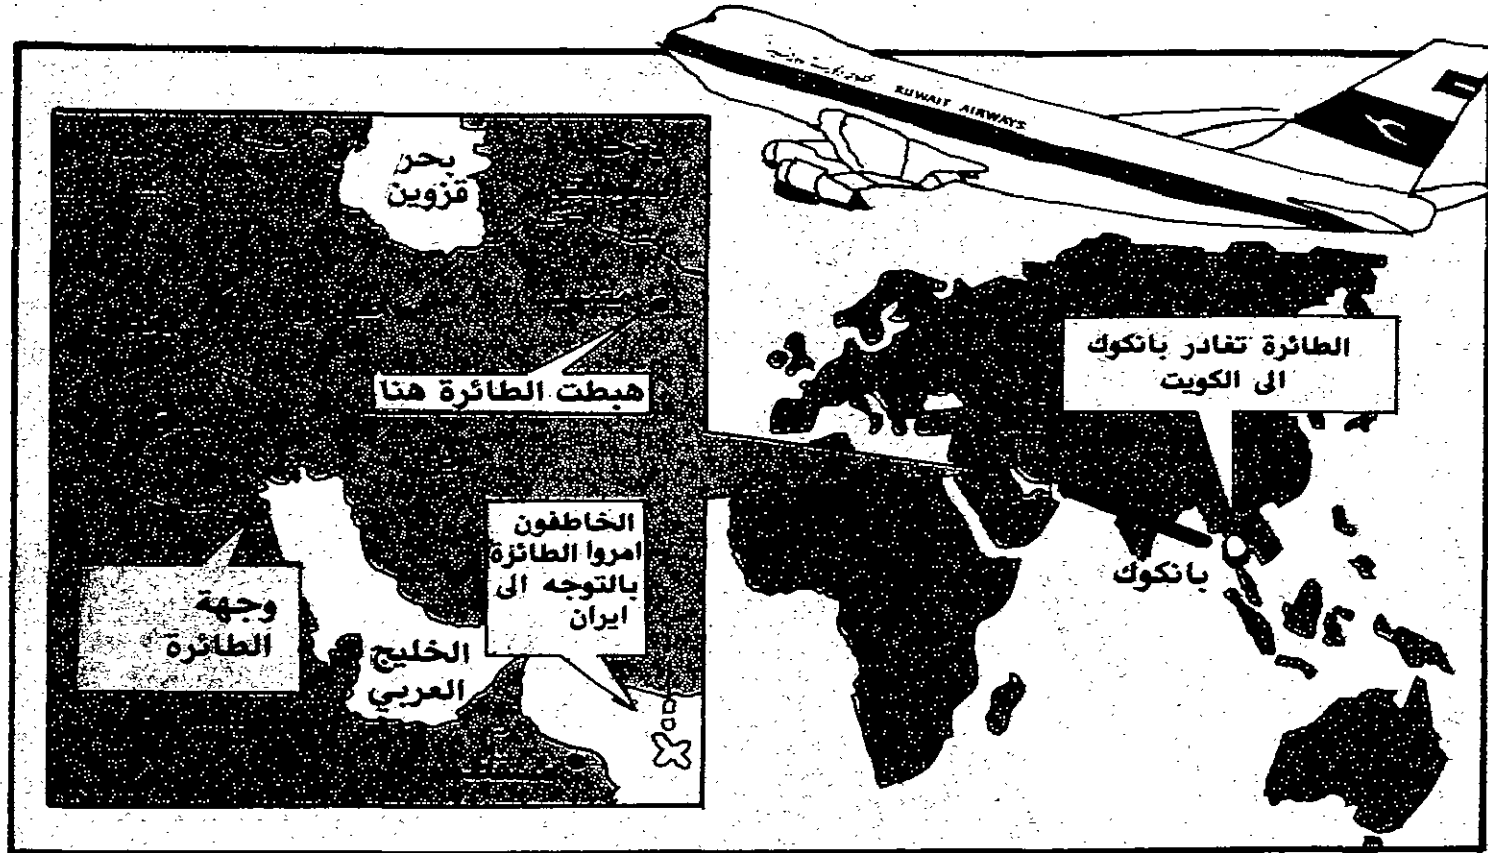 KUWAIT AIRWAYS
بحر
قزوين
هبطت الطائرة هنا
الطائرة تغادر بانكوك
الى الكويت
الخاطفون
امروا الطائرة
بالتوجه الى
ايران
وجهة
الطائرة
الخليج
العربي
بانكوك